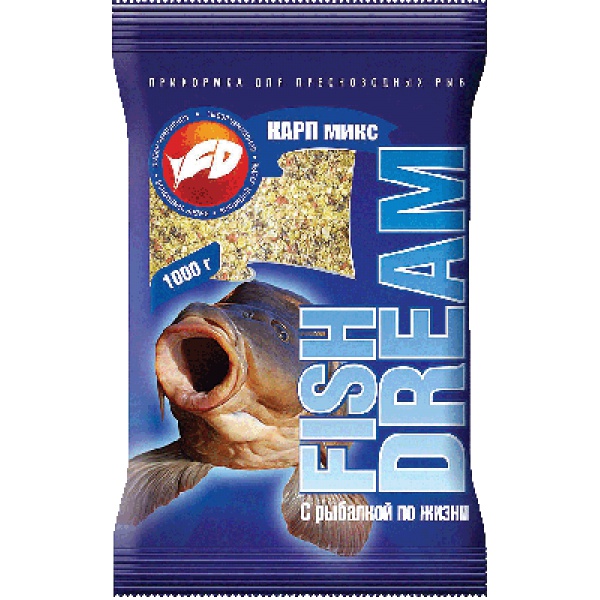 ПРИКОРМКА ДЛЯ ПРЕСНОВОДНЫХ РЫБ
КАРП МИКС
FD
1000 г
FISH
DREAM
С рыбалкой по жизни